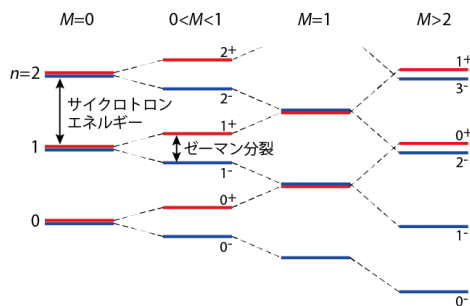 M=0
0<M<1
M=1
M>2
n=2
1
0
サイクロトロン
エネルギー
ゼーマン分裂
2⁺
2⁻
1⁺
1⁻
0⁺
0⁻
1⁺
3⁻
0⁺
2⁻
1⁻
0⁻